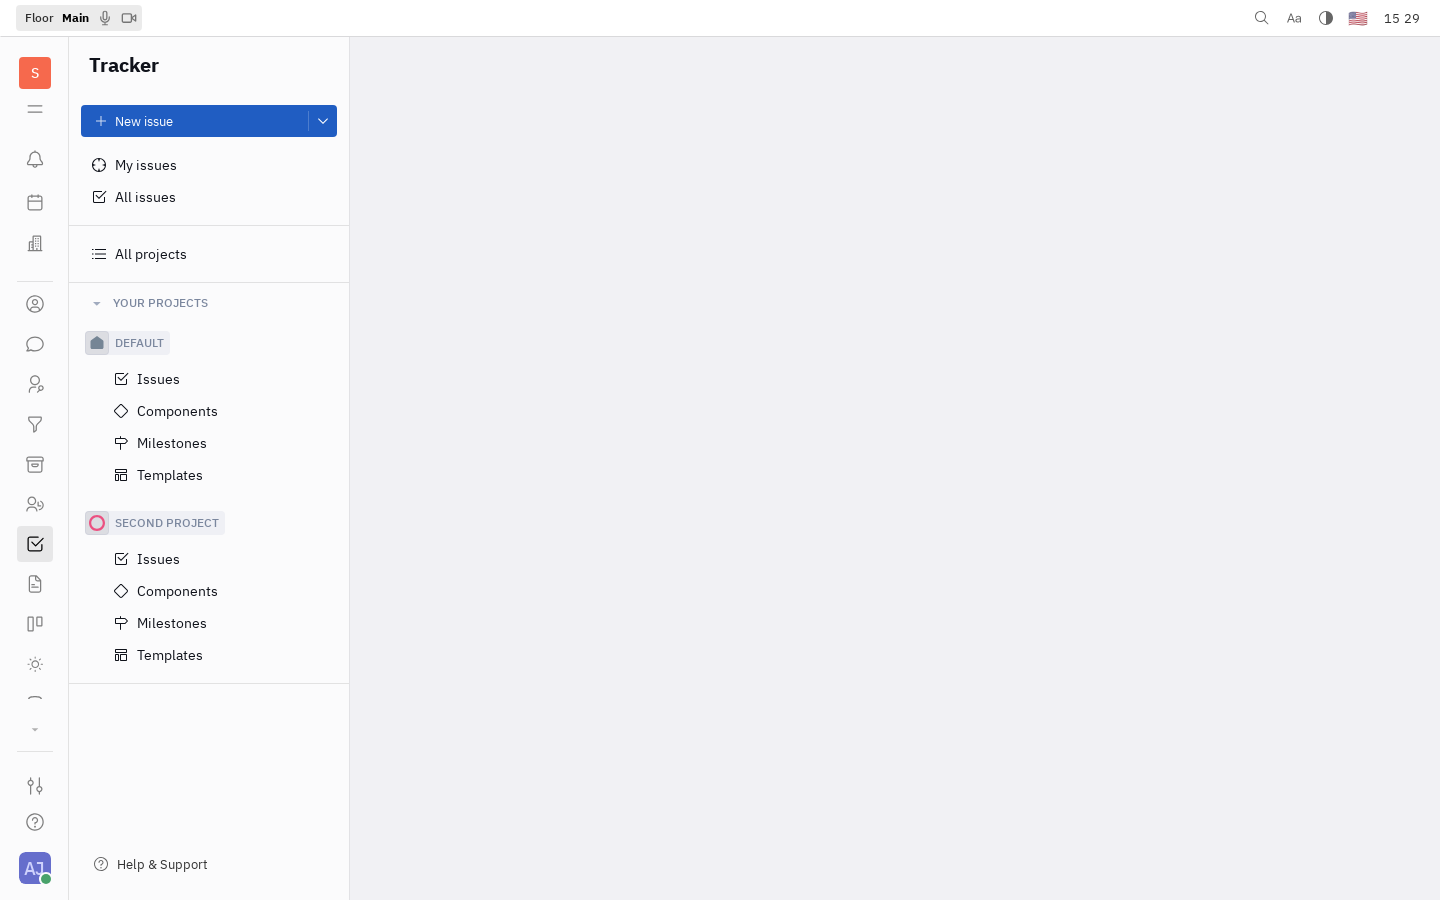 Floor Main
Aa
15 29
S
Tracker
New issue
My issues
All issues
All projects
YOUR PROJECTS
DEFAULT
Issues
Components
Milestones
Templates
SECOND PROJECT
Issues
Components
Milestones
Templates
Help & Support
AJ